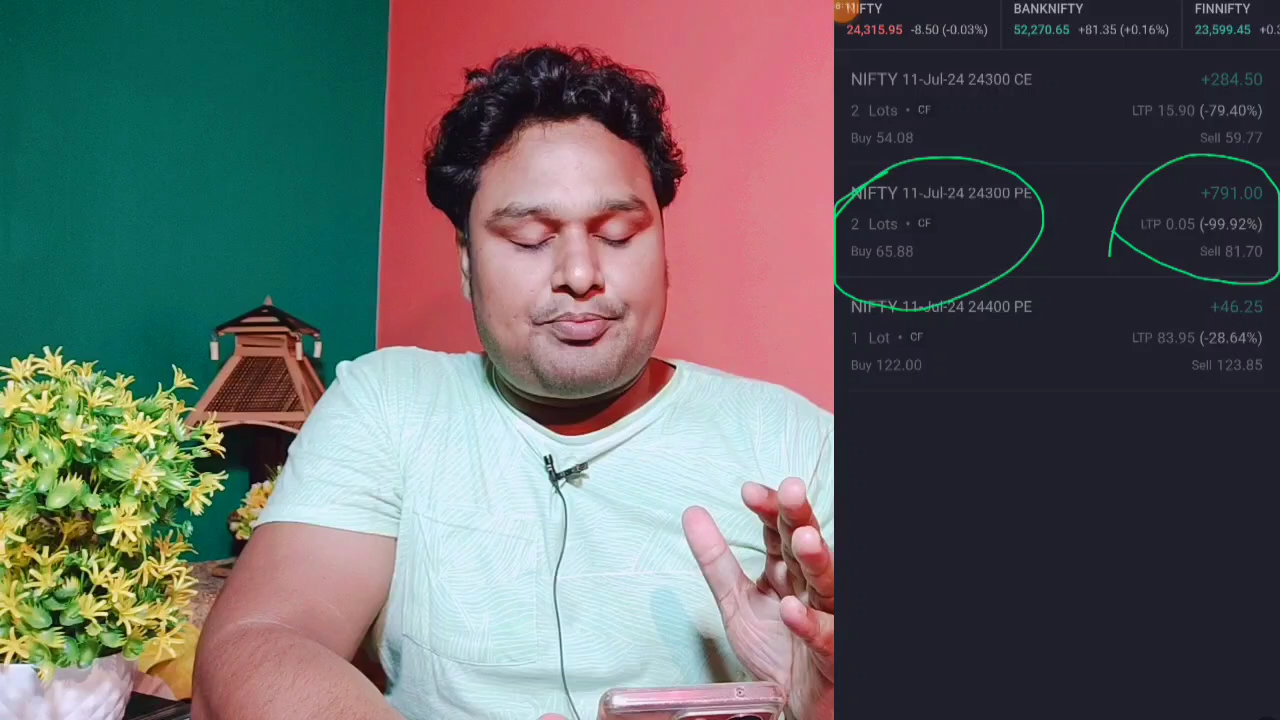 NIFTY BANKNIFTY FINNIFTY
24,315.95 -8.50 (-0.03%) 52,270.65 +81.35 (+0.16%) 23,599.45
NIFTY 11-Jul-24 24300 CE +284.50
2 Lots • CF LTP 15.90 (-79.40%)
Buy 54.08 Sell 59.77
NIFTY 11-Jul-24 24300 PE +791.00
2 Lots • CF LTP 0.05 (-99.92%)
Buy 65.88 Sell 81.70
NIFTY 11-Jul-24 24400 PE +46.25
1 Lot • CF LTP 83.95 (-28.64%)
Buy 122.00 Sell 123.85